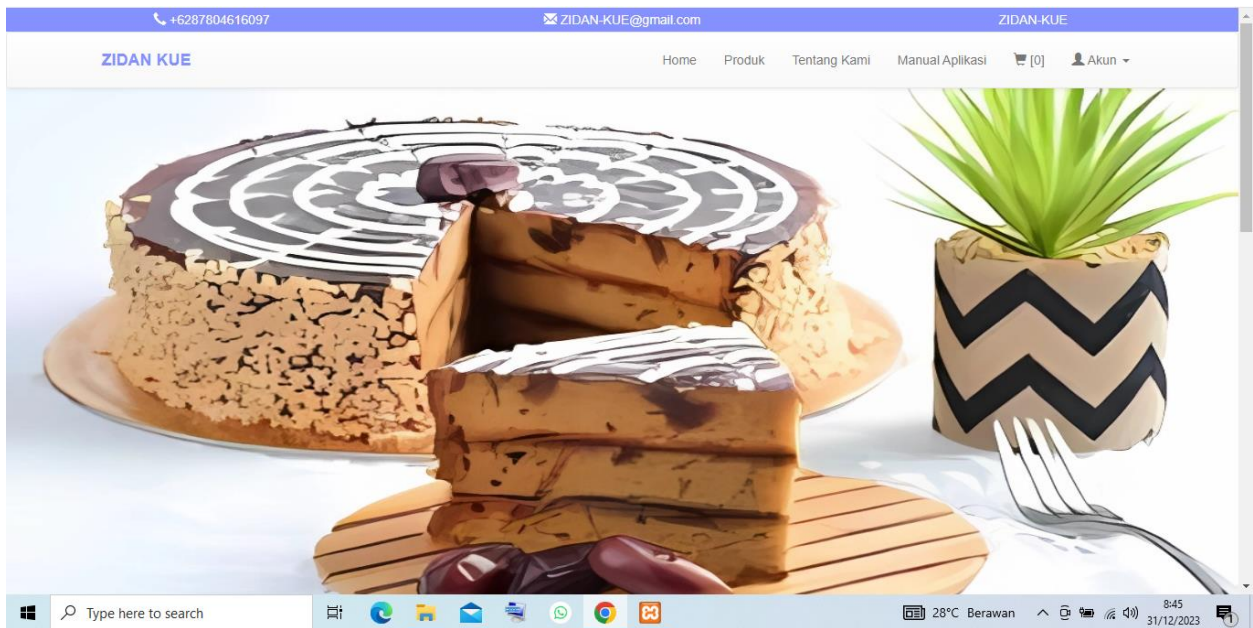 +6287804616097 ZIDAN-KUE@gmail.com ZIDAN-KUE
ZIDAN KUE Home Produk Tentang Kami Manual Aplikasi [0] Akun
Type here to search 28°C Berawan 8:45
31/12/2023 1